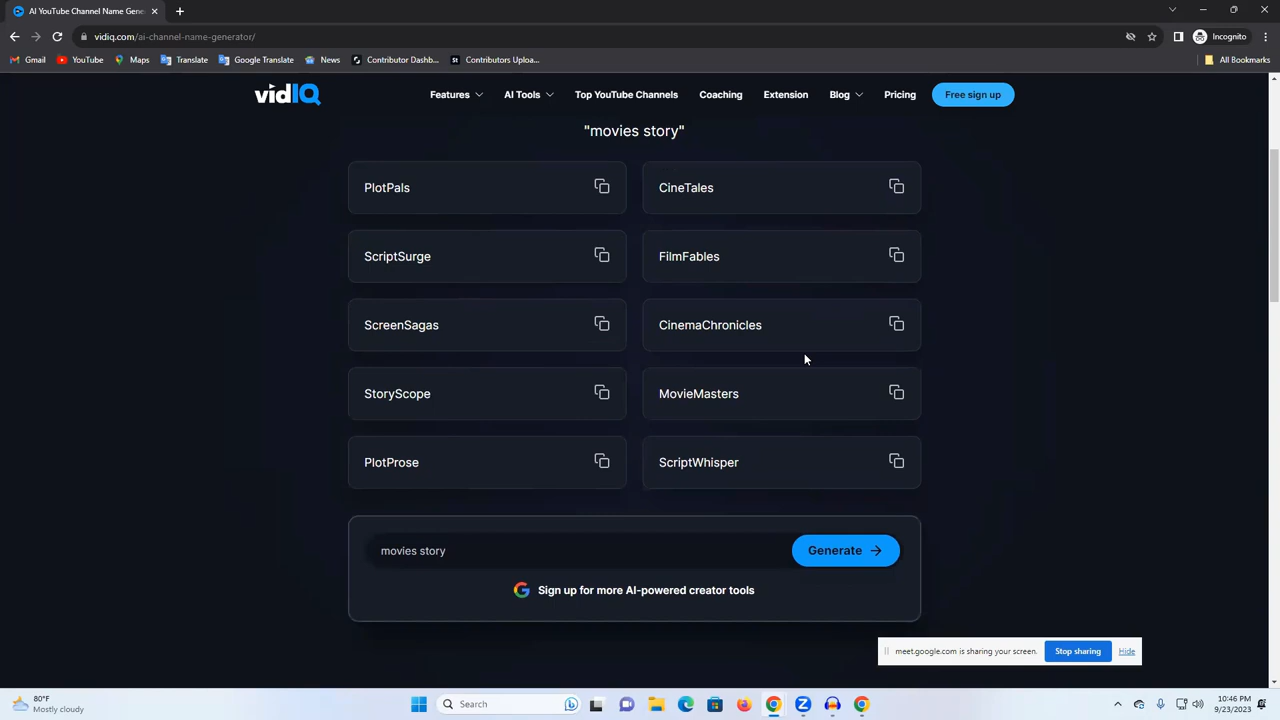 AI YouTube Channel Name Gene
vidiq.com/ai-channel-name-generator/
Incognito
Gmail
YouTube
Maps
Translate
Google Translate
News
Contributor Dashb...
Contributors Uploa...
All Bookmarks
vidIQ
Features
AI Tools
Top YouTube Channels
Coaching
Extension
Blog
Pricing
Free sign up
"movies story"
PlotPals
CineTales
ScriptSurge
FilmFables
ScreenSagas
CinemaChronicles
StoryScope
MovieMasters
PlotProse
ScriptWhisper
movies story
Generate
Sign up for more AI-powered creator tools
meet.google.com is sharing your screen.
Stop sharing
Hide
80°F
Mostly cloudy
Search
10:46 PM
9/23/2023